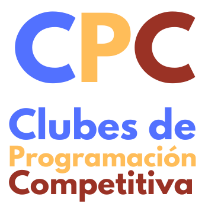 CPC
Clubes de
Programación
Competitiva